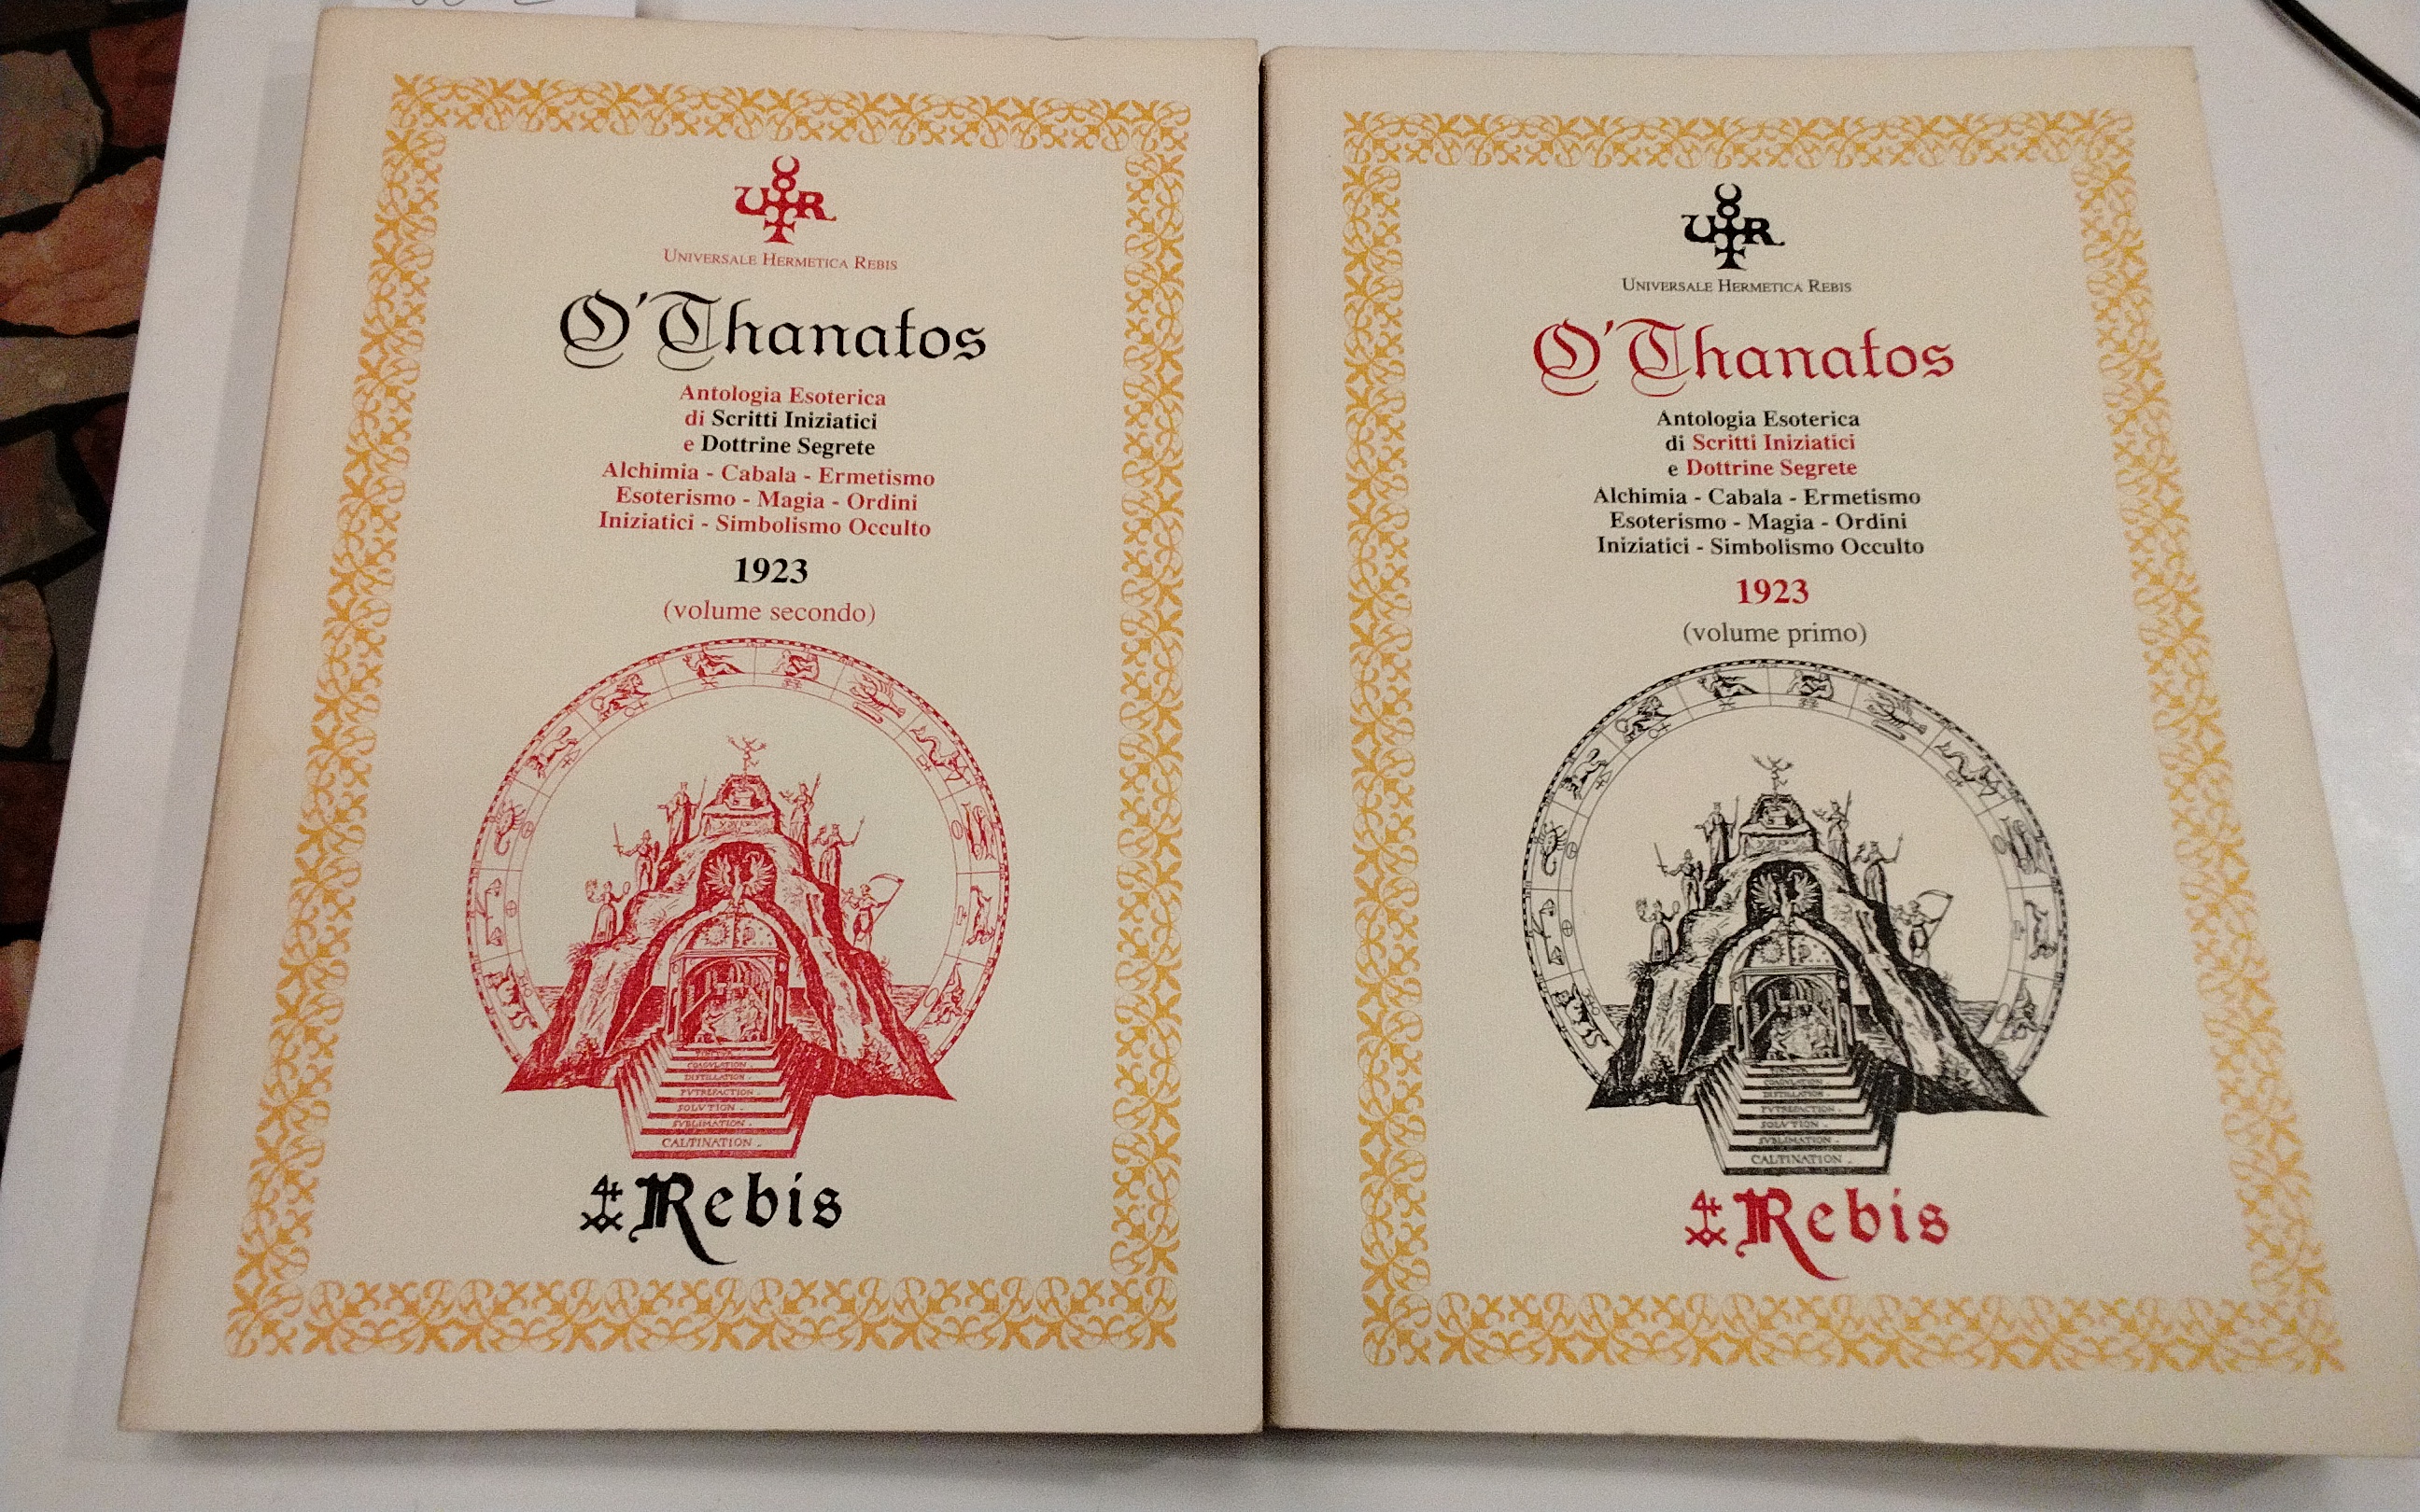 UR
UNIVERSALE HERMETICA REBIS
O'Thanatos
Antologia Esoterica
di Scritti Iniziatici
e Dottrine Segrete
Alchimia - Cabala - Ermetismo
Esoterismo - Magia - Ordini
Iniziatici - Simbolismo Occulto
1923
(volume secondo)
COAGVLATION.
DISTILLATION.
PVTREFACTION.
SOLVTION.
SVBLIMATION.
CALTINATION.
Rebis
UR
UNIVERSALE HERMETICA REBIS
O'Thanatos
Antologia Esoterica
di Scritti Iniziatici
e Dottrine Segrete
Alchimia - Cabala - Ermetismo
Esoterismo - Magia - Ordini
Iniziatici - Simbolismo Occulto
1923
(volume primo)
COAGVLATION.
DISTILLATION.
PVTREFACTION.
SOLVTION.
SVBLIMATION.
CALTINATION.
Rebis